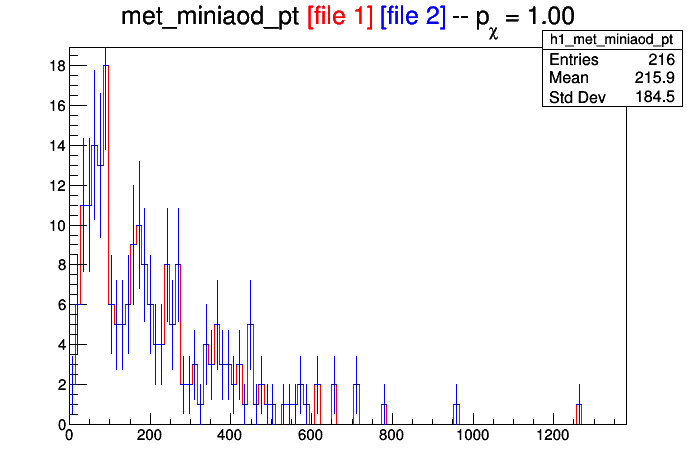 met_miniaod_pt [file 1] [file 2] -- pχ = 1.00
h1_met_miniaod_pt
Entries 216
Mean 215.9
Std Dev 184.5
18
16
14
12
10
8
6
4
2
0
0 200 400 600 800 1000 1200